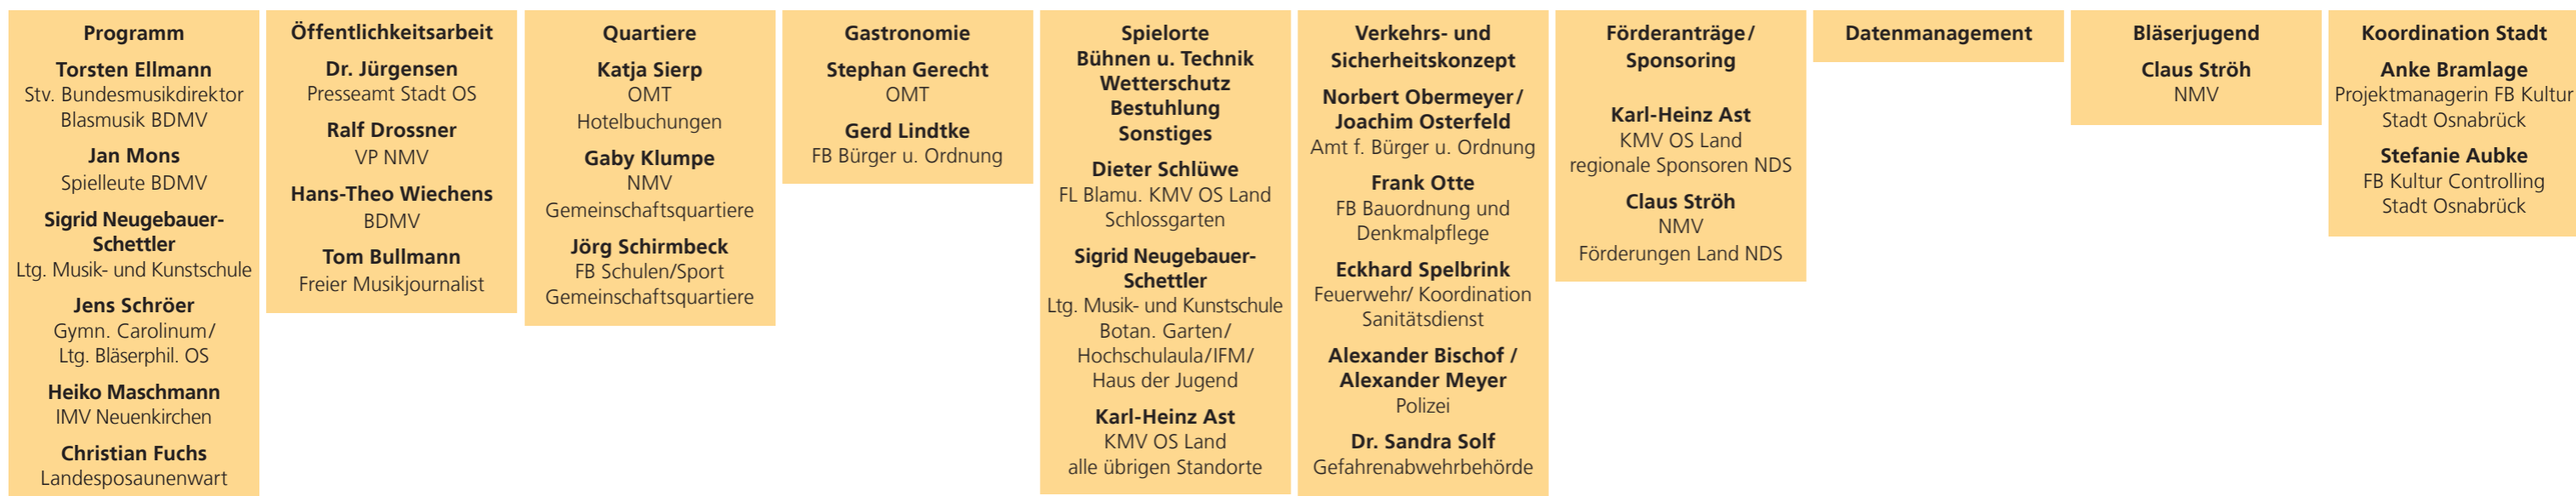 Programm
Torsten Ellmann
Stv. Bundesmusikdirektor
Blasmusik BDMV
Jan Mons
Spielleute BDMV
Sigrid Neugebauer-
Schettler
Ltg. Musik- und Kunstschule
Jens Schröer
Gymn. Carolinum/
Ltg. Bläserphil. OS
Heiko Maschmann
IMV Neuenkirchen
Christian Fuchs
Landesposaunenwart
Öffentlichkeitsarbeit
Dr. Jürgensen
Presseamt Stadt OS
Ralf Drossner
VP NMV
Hans-Theo Wiechens
BDMV
Tom Bullmann
Freier Musikjournalist
Quartiere
Katja Sierp
OMT
Hotelbuchungen
Gaby Klumpe
NMV
Gemeinschaftsquartiere
Jörg Schirmbeck
FB Schulen/Sport
Gemeinschaftsquartiere
Gastronomie
Stephan Gerecht
OMT
Gerd Lindtke
FB Bürger u. Ordnung
Spielorte
Bühnen u. Technik
Wetterschutz
Bestuhlung
Sonstiges
Dieter Schlüwe
FL Blamu. KMV OS Land
Schlossgarten
Sigrid Neugebauer-
Schettler
Ltg. Musik- und Kunstschule
Botan. Garten/
Hochschulaula/IFM/
Haus der Jugend
Karl-Heinz Ast
KMV OS Land
alle übrigen Standorte
Verkehrs- und
Sicherheitskonzept
Norbert Obermeyer/
Joachim Osterfeld
Amt f. Bürger u. Ordnung
Frank Otte
FB Bauordnung und
Denkmalpflege
Eckhard Spelbrink
Feuerwehr/ Koordination
Sanitätsdienst
Alexander Bischof /
Alexander Meyer
Polizei
Dr. Sandra Solf
Gefahrenabwehrbehörde
Förderanträge/
Sponsoring
Karl-Heinz Ast
KMV OS Land
regionale Sponsoren NDS
Claus Ströh
NMV
Förderungen Land NDS
Datenmanagement
Bläserjugend
Claus Ströh
NMV
Koordination Stadt
Anke Bramlage
Projektmanagerin FB Kultur
Stadt Osnabrück
Stefanie Aubke
FB Kultur Controlling
Stadt Osnabrück